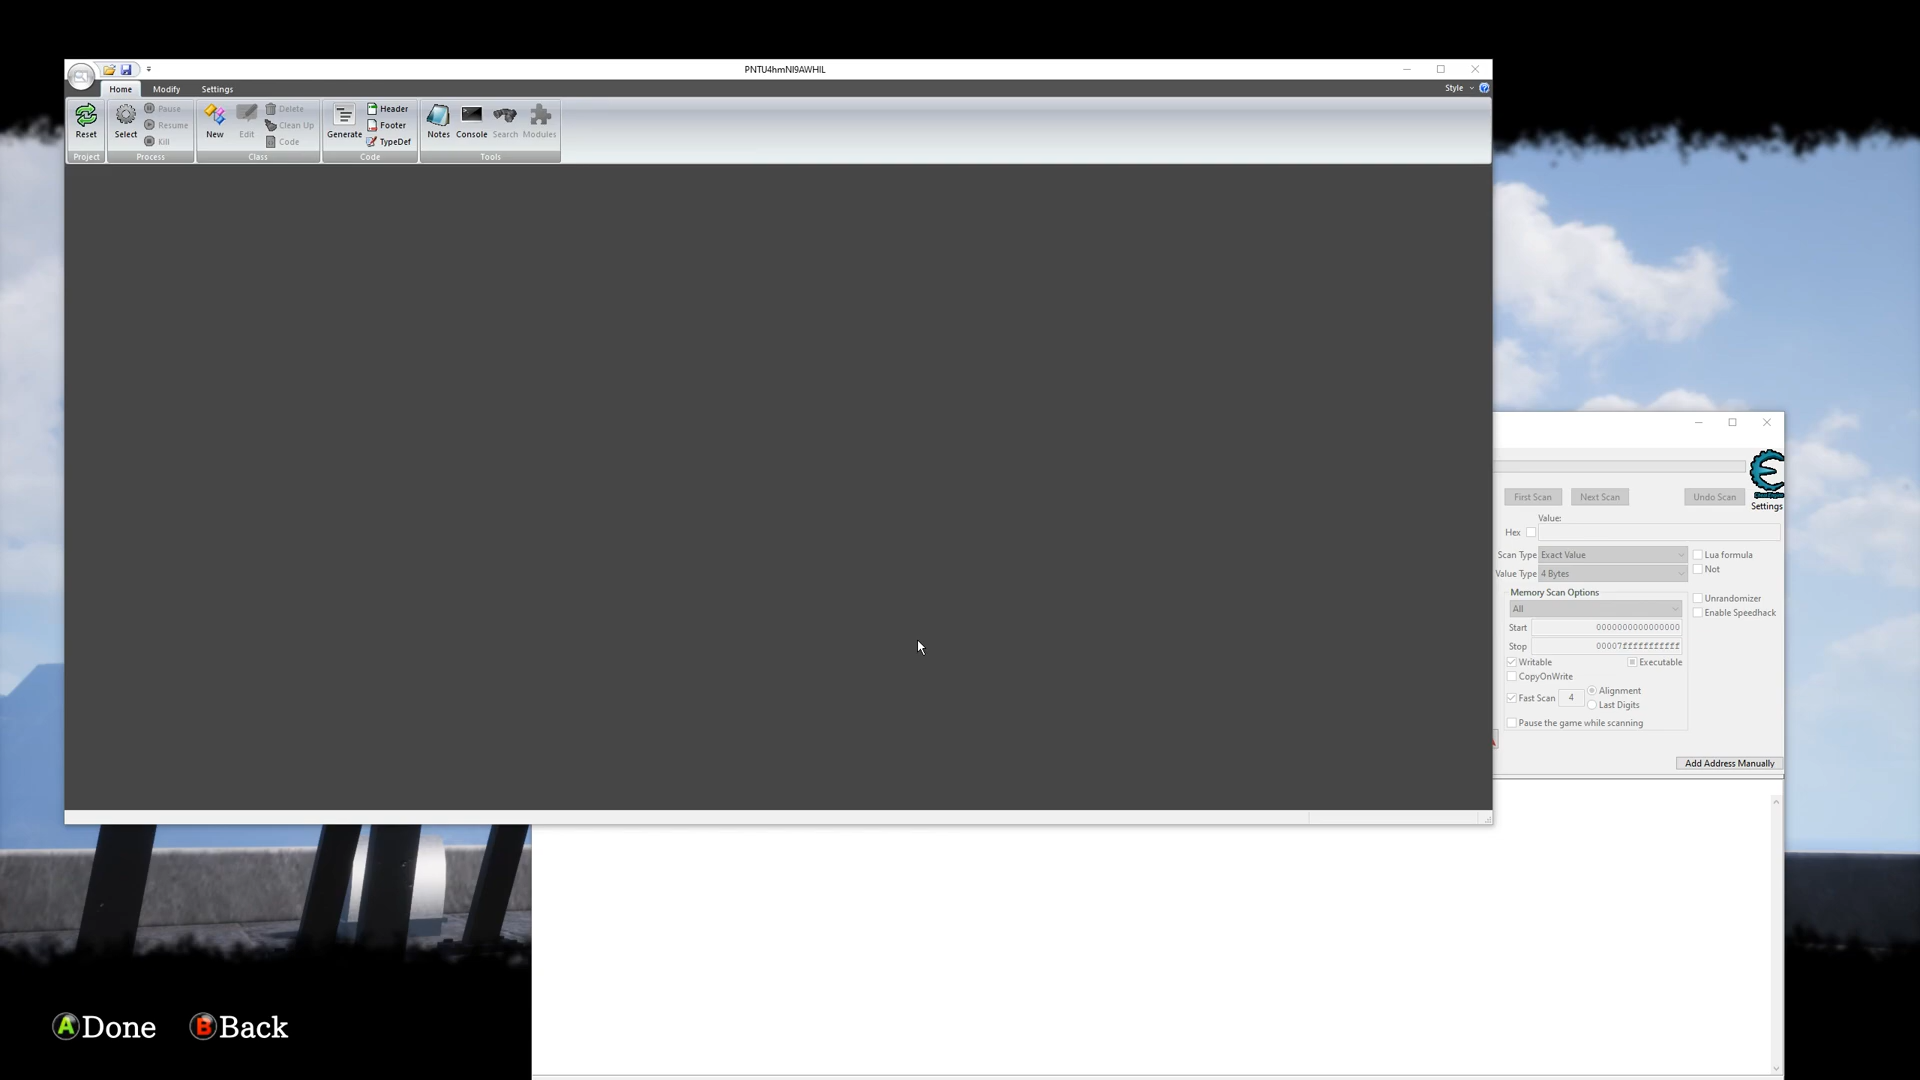 PNTU4hmNI9AWHIL
Home Modify Settings Style
Reset
Project
Select
Pause
Resume
Kill
Process
New
Edit
Delete
Clean Up
Code
Class
Generate
Header
Footer
TypeDef
Code
Notes
Console
Search
Modules
Tools
First Scan Next Scan Undo Scan
Settings
Value:
Hex
Scan Type Exact Value Lua formula
Not
Value Type 4 Bytes
Memory Scan Options
All
Unrandomizer
Enable Speedhack
Start 0000000000000000
Stop 00007fffffffffff
Writable Executable
CopyOnWrite
Fast Scan 4 Alignment
Last Digits
Pause the game while scanning
Add Address Manually
A Done B Back